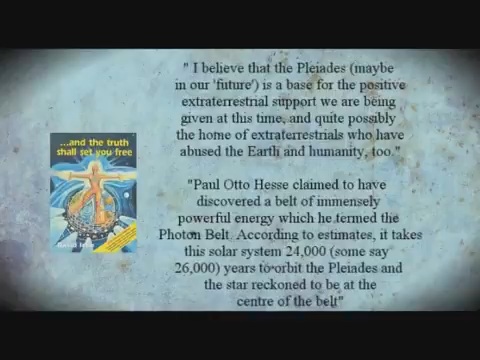 ...and the truth
shall set you free
David Icke
" I believe that the Pleiades (maybe
in our 'future') is a base for the positive
extraterrestrial support we are being
given at this time, and quite possibly
the home of extraterrestrials who have
abused the Earth and humanity, too."
"Paul Otto Hesse claimed to have
discovered a belt of immensely
powerful energy which he termed the
Photon Belt. According to estimates, it takes
this solar system 24,000 (some say
26,000) years to orbit the Pleiades and
the star reckoned to be at the
centre of the belt"